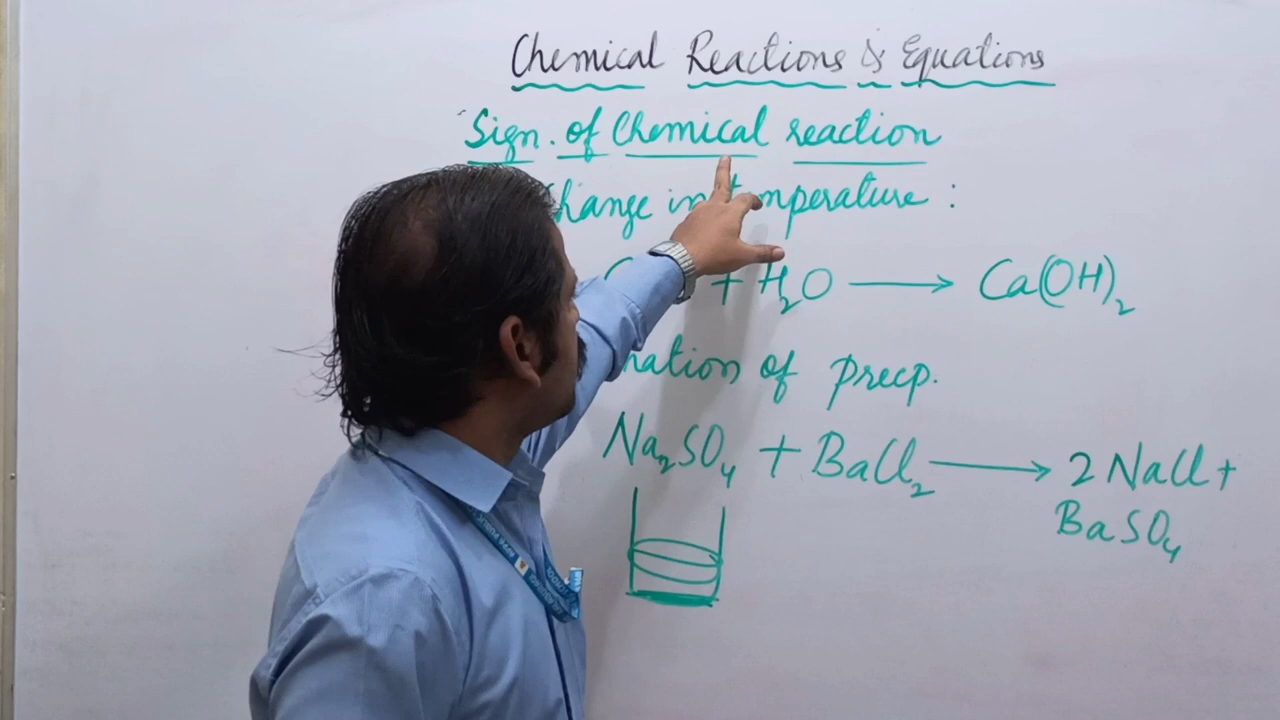 Chemical Reactions & Equations
Sign. of Chemical reaction
change in temperature :
+ H₂O → Ca(OH)₂
mation of precp.
Na₂SO₄ + BaCl₂ → 2 NaCl +
BaSO₄